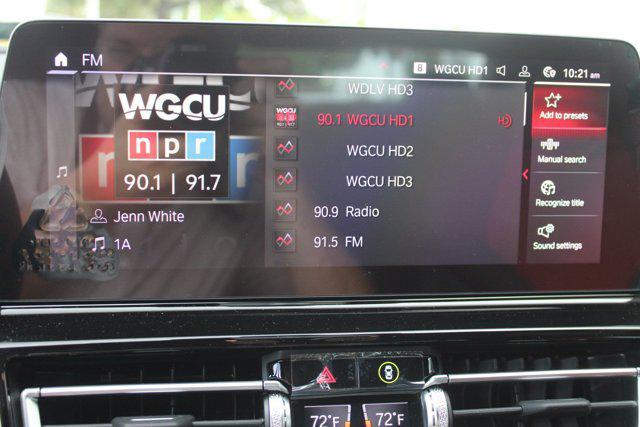 FM
8 WGCU HD1 10:21 am
WGCU
npr
90.1 | 91.7
Jenn White
1A
WDLV HD3
90.1 WGCU HD1
WGCU HD2
WGCU HD3
90.9 Radio
91.5 FM
Add to presets
Manual search
Recognize title
Sound settings
72°F 72°F